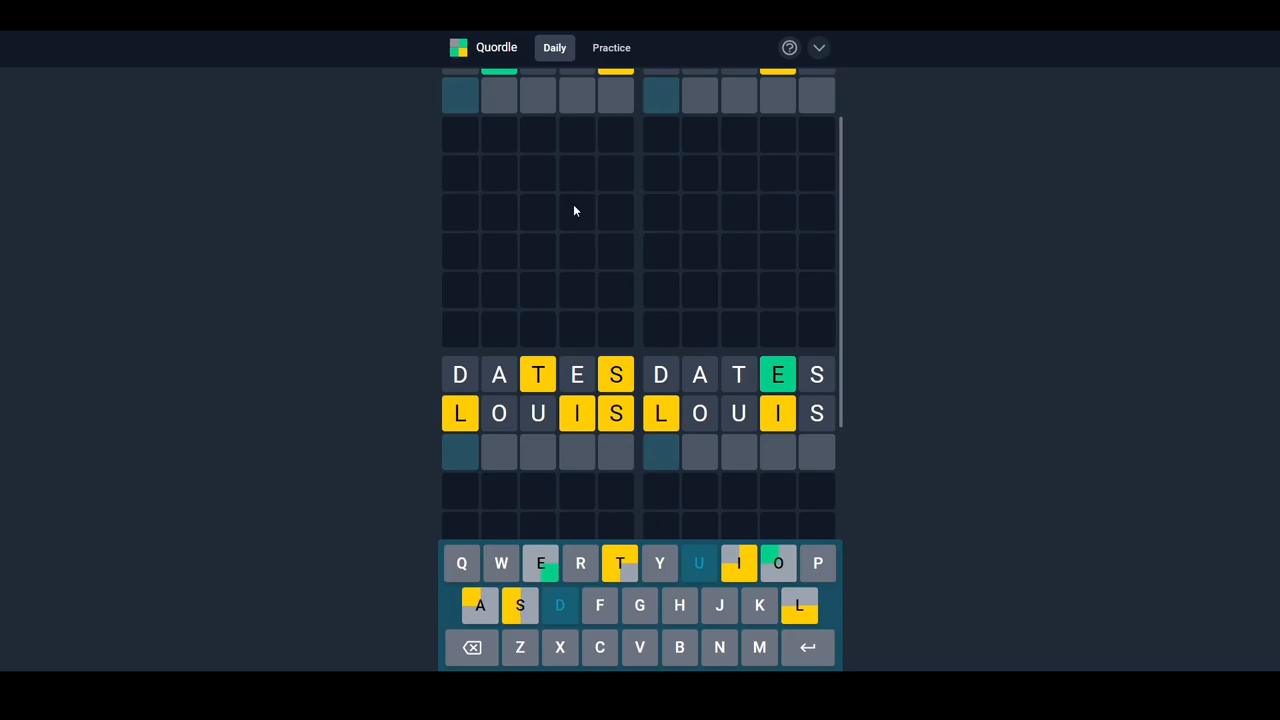 Quordle Daily Practice
D A T E S D A T E S
L O U I S L O U I S
Q W E R T Y U I O P
A S D F G H J K L
Z X C V B N M